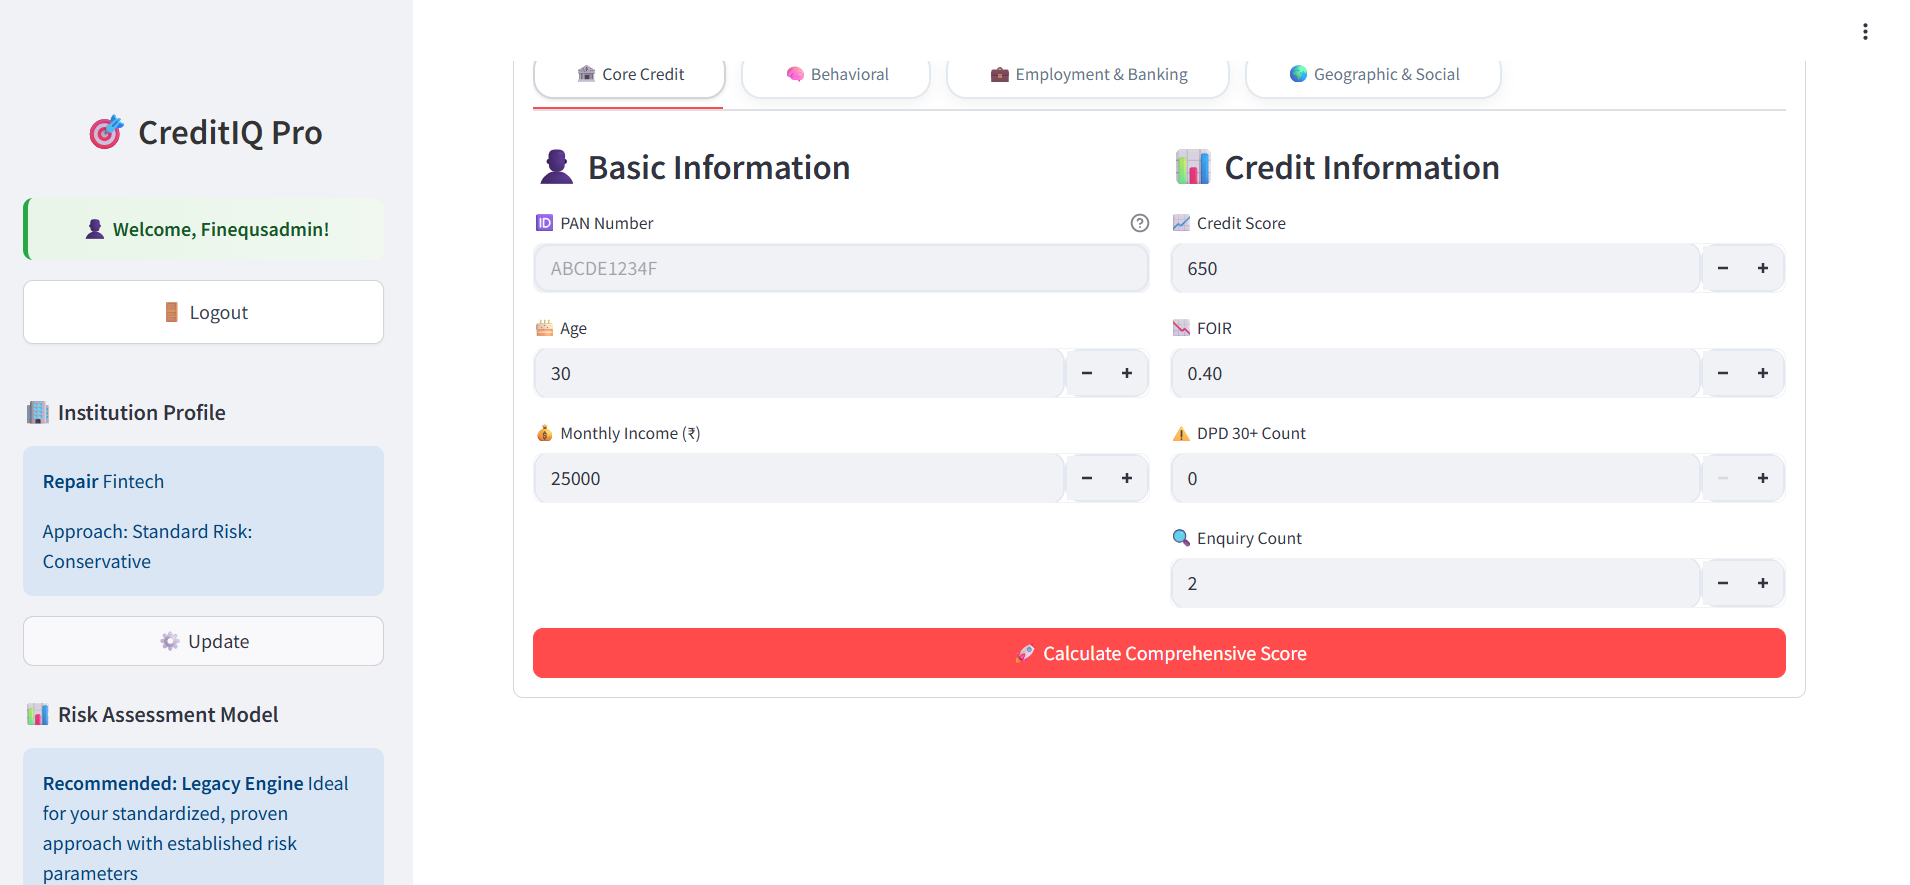 CreditIQ Pro
Welcome, Finequsadmin!
Logout
Institution Profile
Repair Fintech
Approach: Standard Risk:
Conservative
Update
Risk Assessment Model
Recommended: Legacy Engine Ideal
for your standardized, proven
approach with established risk
parameters
Core Credit
Behavioral
Employment & Banking
Geographic & Social
Basic Information
ID PAN Number
ABCDE1234F
Age
30
Monthly Income (₹)
25000
Credit Information
Credit Score
650
FOIR
0.40
DPD 30+ Count
0
Enquiry Count
2
Calculate Comprehensive Score